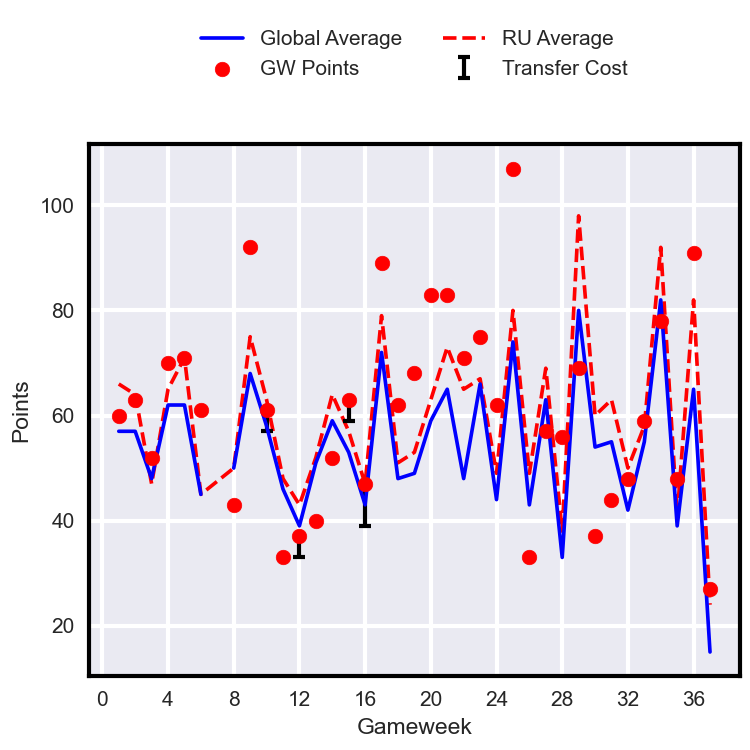 Global Average RU Average
GW Points Transfer Cost
100
80
60
40
20
Points
0 4 8 12 16 20 24 28 32 36
Gameweek